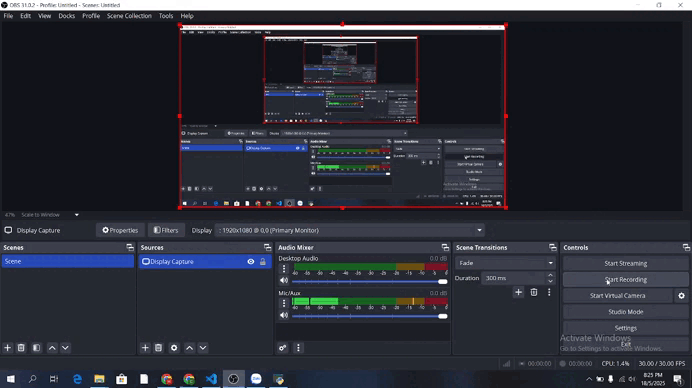 OBS 31.0.2 - Profile: Untitled - Scenes: Untitled
File Edit View Docks Profile Scene Collection Tools Help
47% Scale to Window
Display Capture Properties Filters Display : 1920x1080 @ 0,0 (Primary Monitor)
Scenes Sources Audio Mixer Scene Transitions Controls
Scene
Display Capture
Desktop Audio 0.0 dB
-60 -55 -50 -45 -40 -35 -30 -25 -20 -15 -10 -5 0
Mic/Aux 0.0 dB
-60 -55 -50 -45 -40 -35 -30 -25 -20 -15 -10 -5 0
Fade
Duration 300 ms
Start Streaming
Start Recording
Start Virtual Camera
Studio Mode
Settings
Exit
Activate Windows
Go to Settings to activate Windows.
00:00:00 00:00:00 CPU: 1.4% 30.00 / 30.00 FPS
8:25 PM
18/5/2025